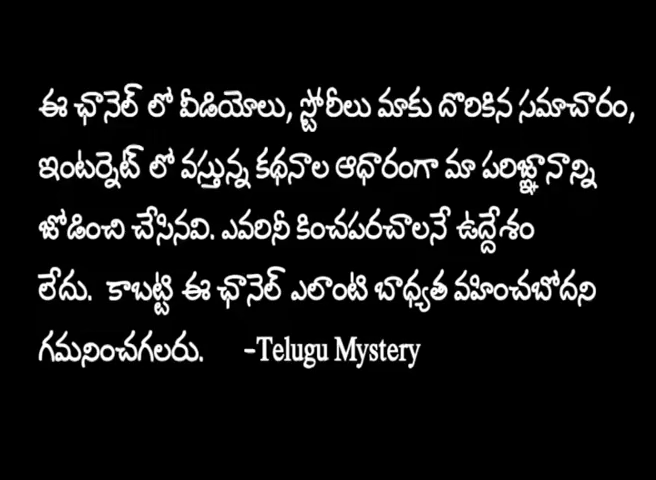 ఈ ఛానెల్ లో వీడియోలు, స్టోరీలు మాకు దొరికిన సమాచారం,
ఇంటర్నెట్ లో వస్తున్న కథనాల ఆధారంగా మా పరిజ్ఞానాన్ని
జోడించి చేసినవి. ఎవరినీ కించపరచాలనే ఉద్దేశం
లేదు. కాబట్టి ఈ ఛానెల్ ఎలాంటి బాధ్యత వహించబోదని
గమనించగలరు. -Telugu Mystery